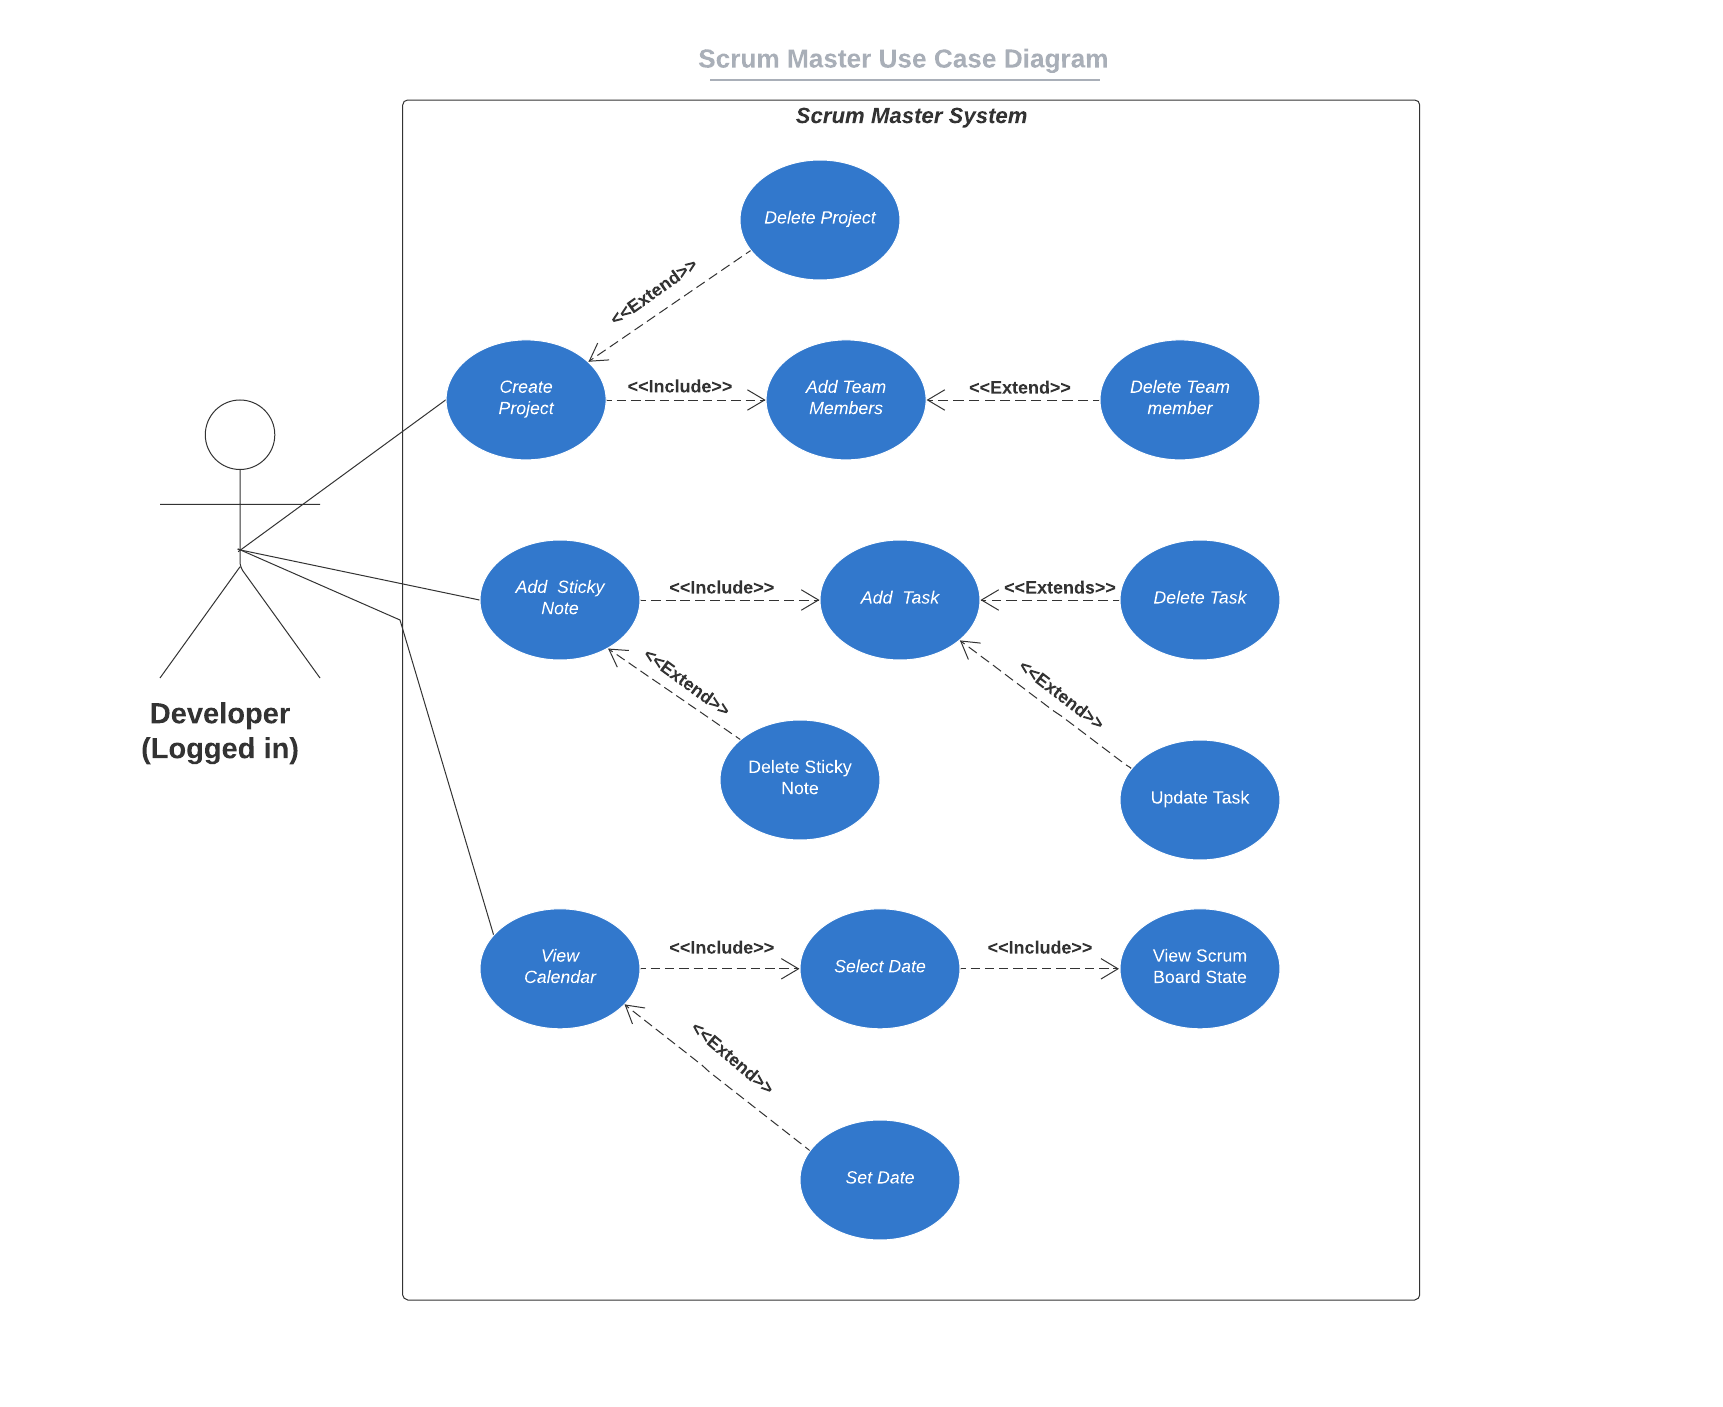 Scrum Master Use Case Diagram
Scrum Master System
Delete Project
<<Extend>>
Create
Project
<<Include>>
Add Team
Members
<<Extend>>
Delete Team
member
Add  Sticky
Note
<<Include>>
Add  Task
<<Extends>>
Delete Task
<<Extend>>
<<Extend>>
Developer
(Logged in)
Delete Sticky
Note
Update Task
View
Calendar
<<Include>>
Select Date
<<Include>>
View Scrum
Board State
<<Extend>>
Set Date